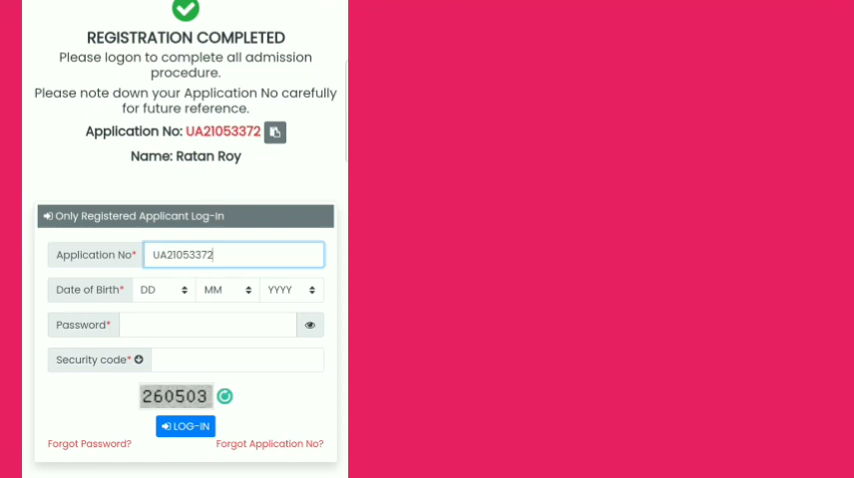 REGISTRATION COMPLETED
Please logon to complete all admission
procedure.
Please note down your Application No carefully
for future reference.
Application No: UA21053372
Name: Ratan Roy
Only Registered Applicant Log-In
Application No* UA21053372
Date of Birth* DD MM YYYY
Password*
Security code*
260503
LOG-IN
Forgot Password? Forgot Application No?